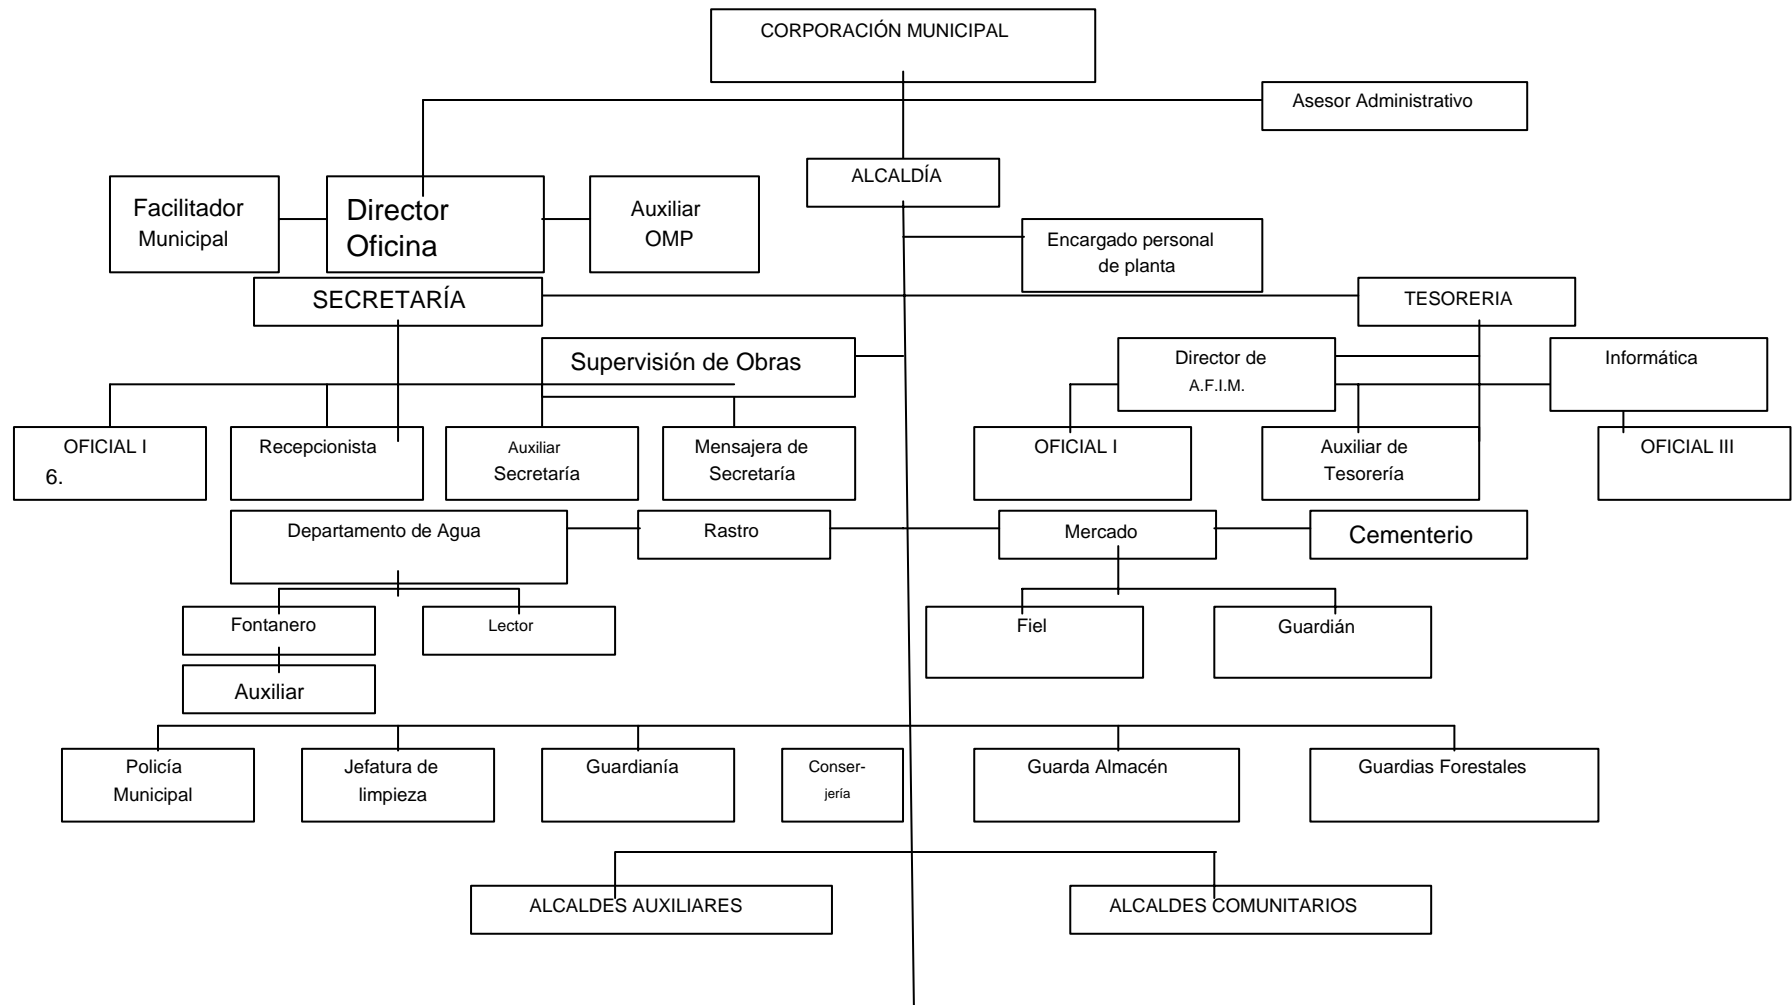 CORPORACIÓN MUNICIPAL
Asesor Administrativo
ALCALDÍA
Facilitador
Municipal
Director
Oficina
Auxiliar
OMP
Encargado personal
de planta
SECRETARÍA
TESORERIA
Supervisión de Obras
Director de
A.F.I.M.
Informática
OFICIAL I
6.
Recepcionista
Auxiliar
Secretaría
Mensajera de
Secretaría
OFICIAL I
Auxiliar de
Tesorería
OFICIAL III
Departamento de Agua
Rastro
Mercado
Cementerio
Fontanero
Lector
Fiel
Guardián
Auxiliar
Policía
Municipal
Jefatura de
limpieza
Guardianía
Conser-
jería
Guarda Almacén
Guardias Forestales
ALCALDES AUXILIARES
ALCALDES COMUNITARIOS